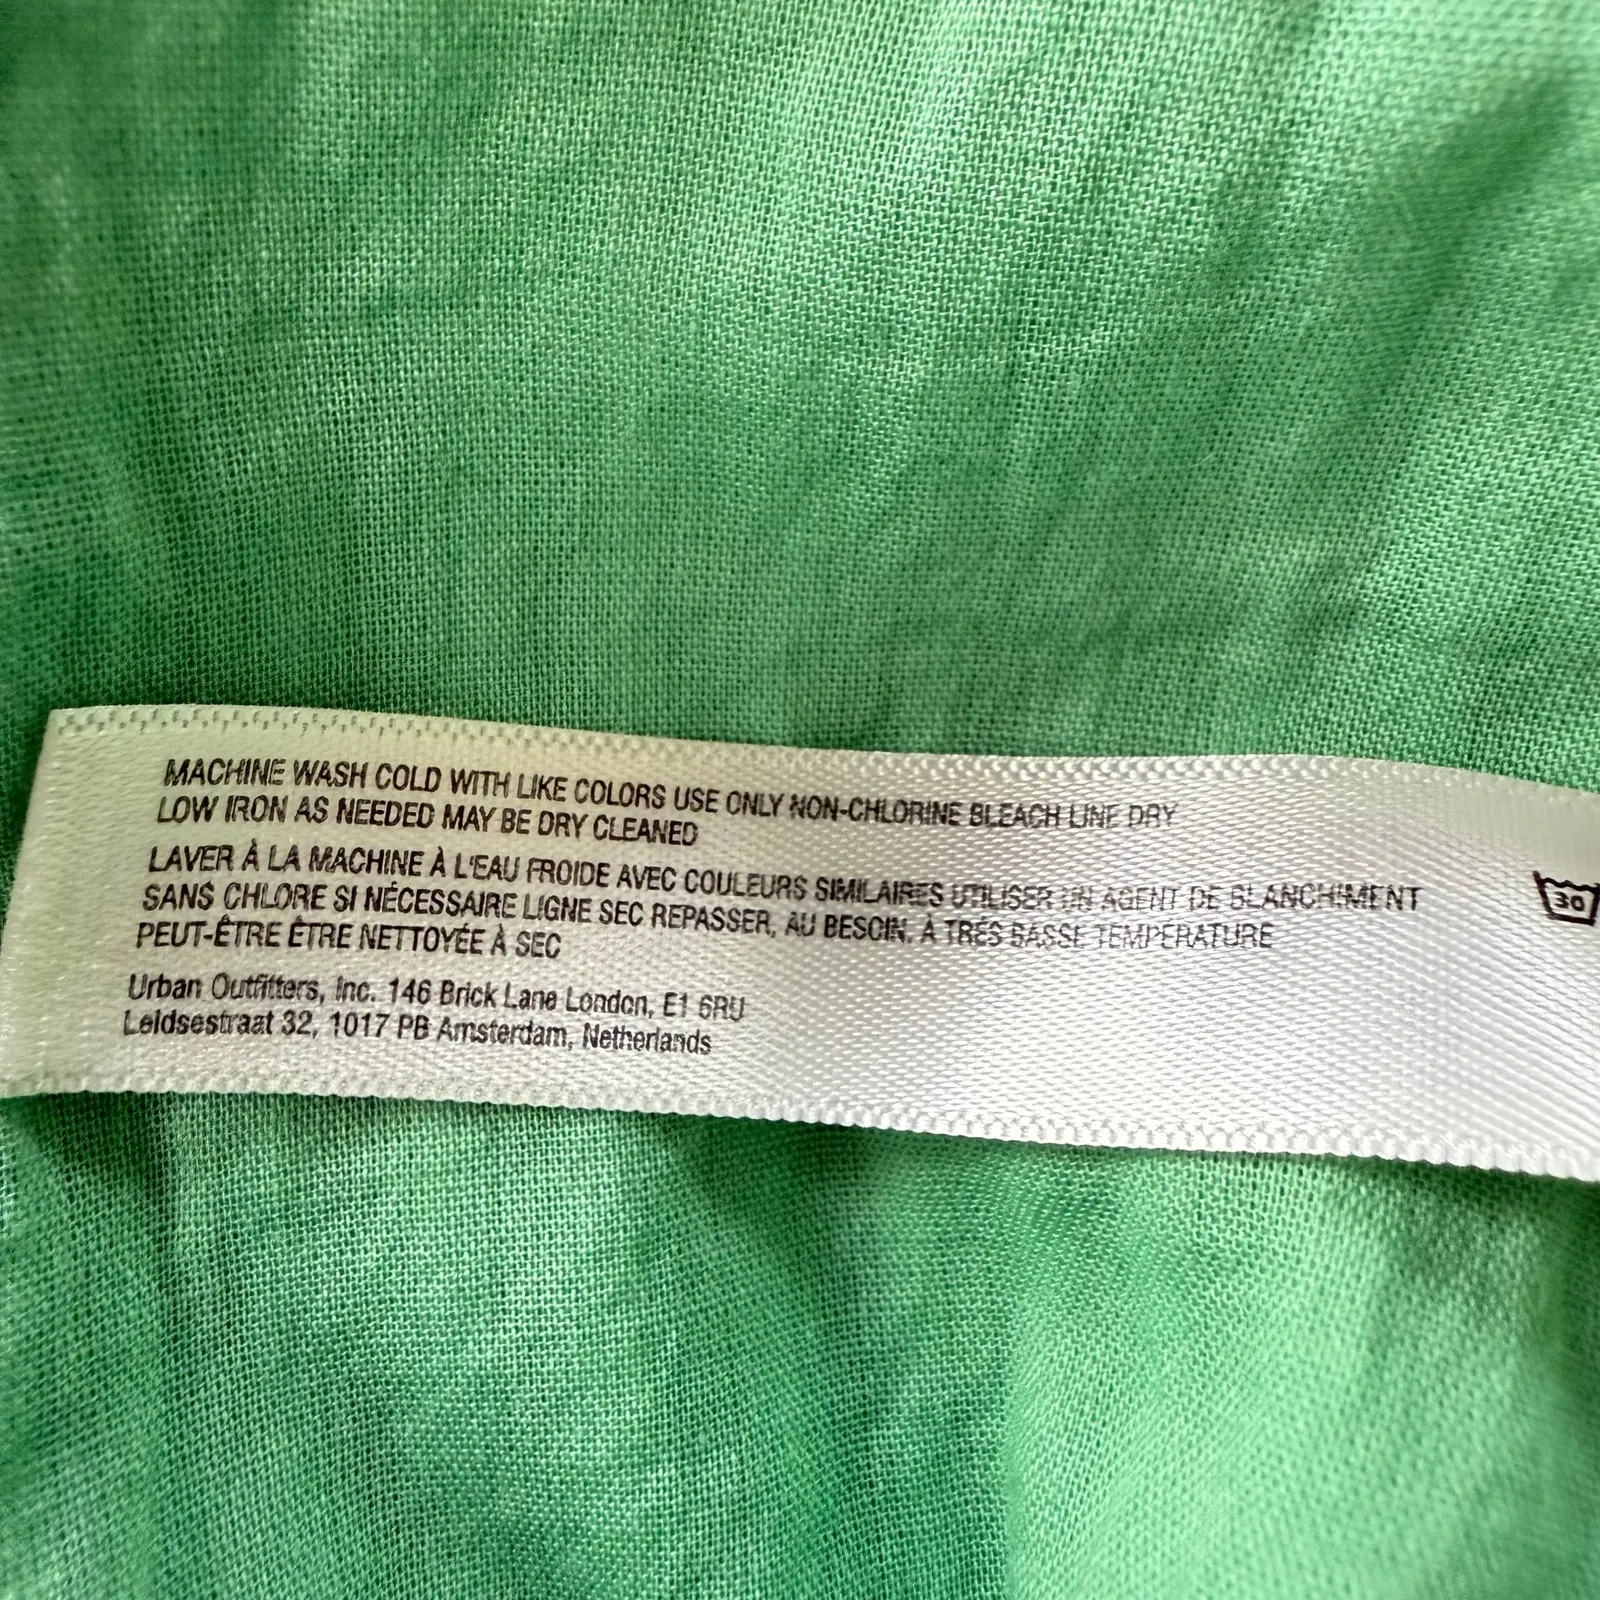 MACHINE WASH COLD WITH LIKE COLORS USE ONLY NON-CHLORINE BLEACH LINE DRY
LOW IRON AS NEEDED MAY BE DRY CLEANED
LAVER À LA MACHINE À L'EAU FROIDE AVEC COULEURS SIMILAIRES UTILISER UN AGENT DE BLANCHIMENT
SANS CHLORE SI NÉCESSAIRE LIGNE SEC REPASSER, AU BESOIN, À TRÉS BASSE TEMPERATURE
PEUT-ÊTRE ÊTRE NETTOYÉE À SEC
Urban Outfitters, Inc. 146 Brick Lane London, E1 6RU
Leidsestraat 32, 1017 PB Amsterdam, Netherlands
30